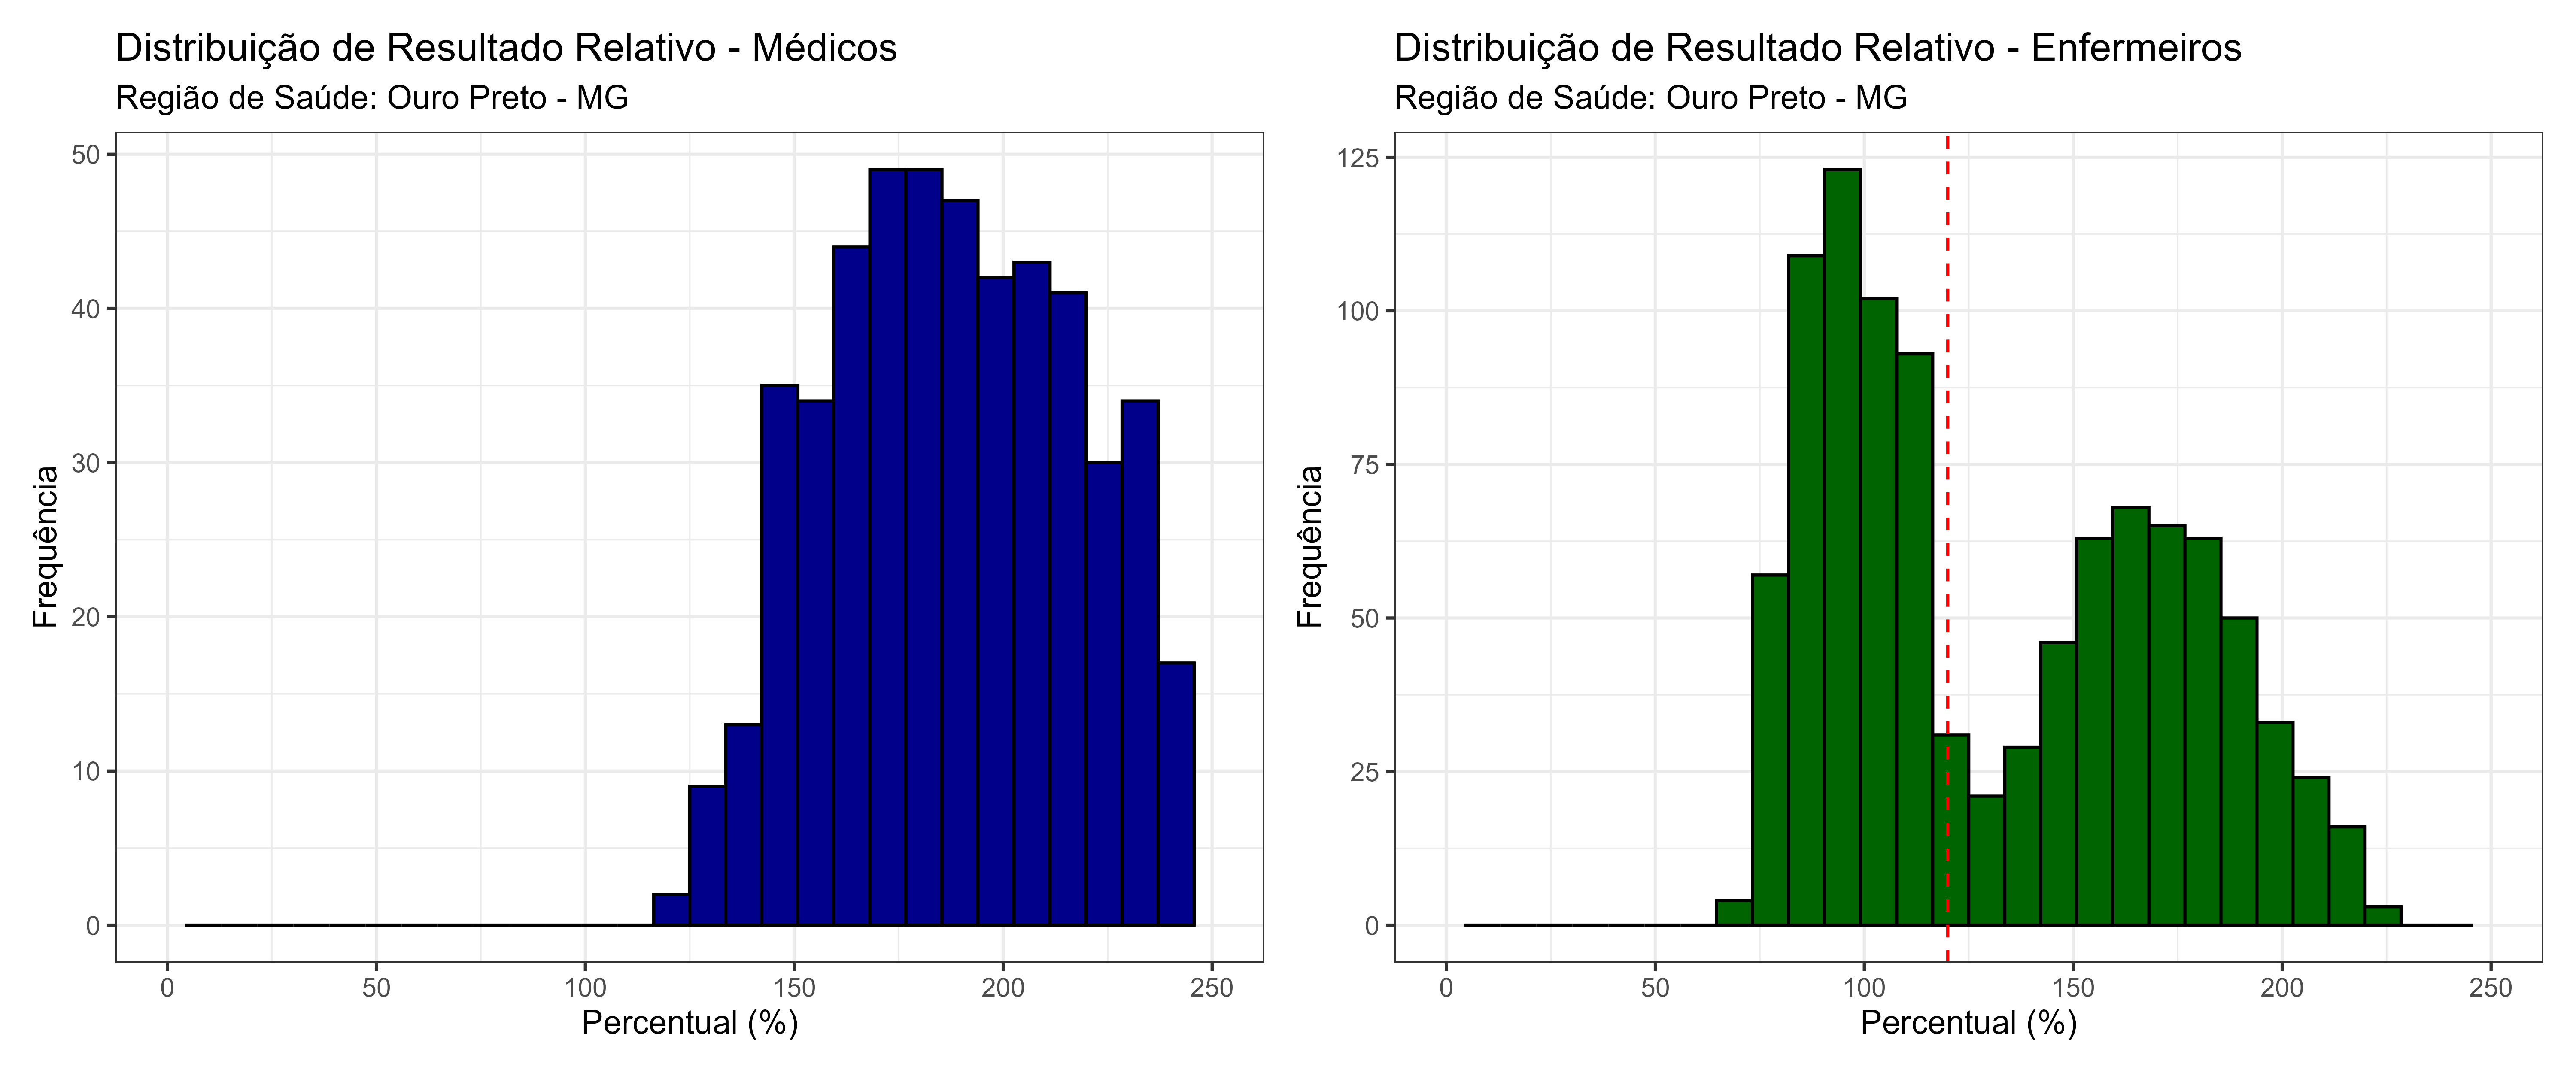 Distribuição de Resultado Relativo - Médicos
Região de Saúde: Ouro Preto - MG
50
40
30
20
10
0
Frequência
0 50 100 150 200 250
Percentual (%)
Distribuição de Resultado Relativo - Enfermeiros
Região de Saúde: Ouro Preto - MG
125
100
75
50
25
0
Frequência
0 50 100 150 200 250
Percentual (%)